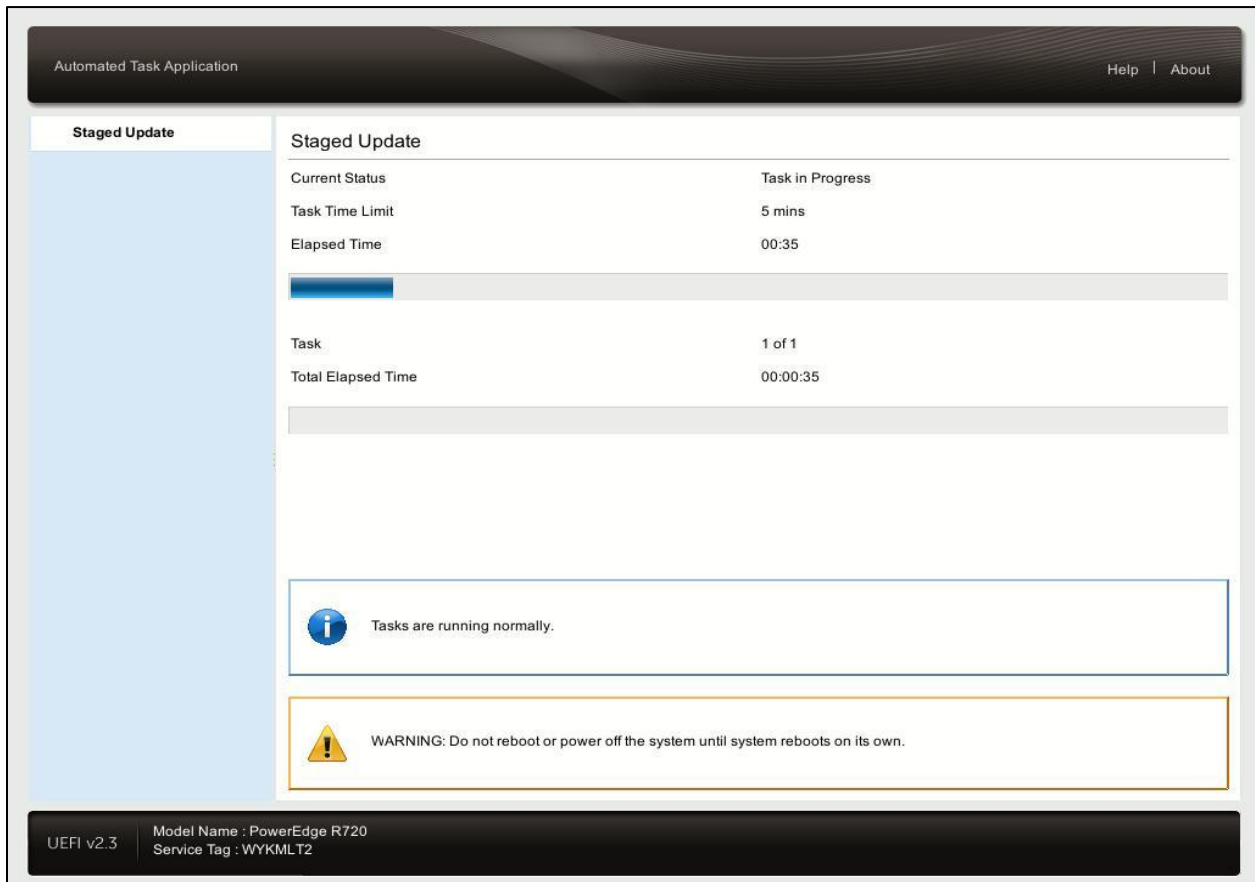 Automated Task Application
Help | About
Staged Update
Staged Update
Current Status Task in Progress
Task Time Limit 5 mins
Elapsed Time 00:35
Task 1 of 1
Total Elapsed Time 00:00:35
Tasks are running normally.
WARNING: Do not reboot or power off the system until system reboots on its own.
UEFI v2.3
Model Name : PowerEdge R720
Service Tag : WYKMLT2